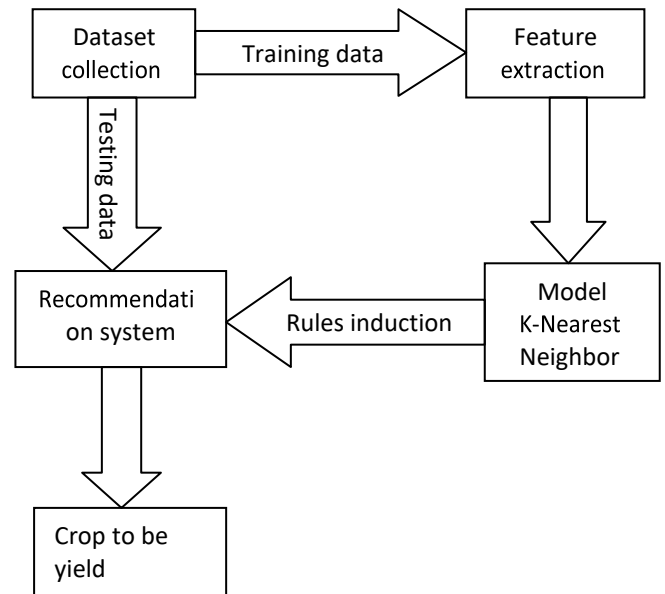 Dataset
collection
Training data
Feature
extraction
Testing data
Recommendati
on system
Rules induction
Model
K-Nearest
Neighbor
Crop to be
yield